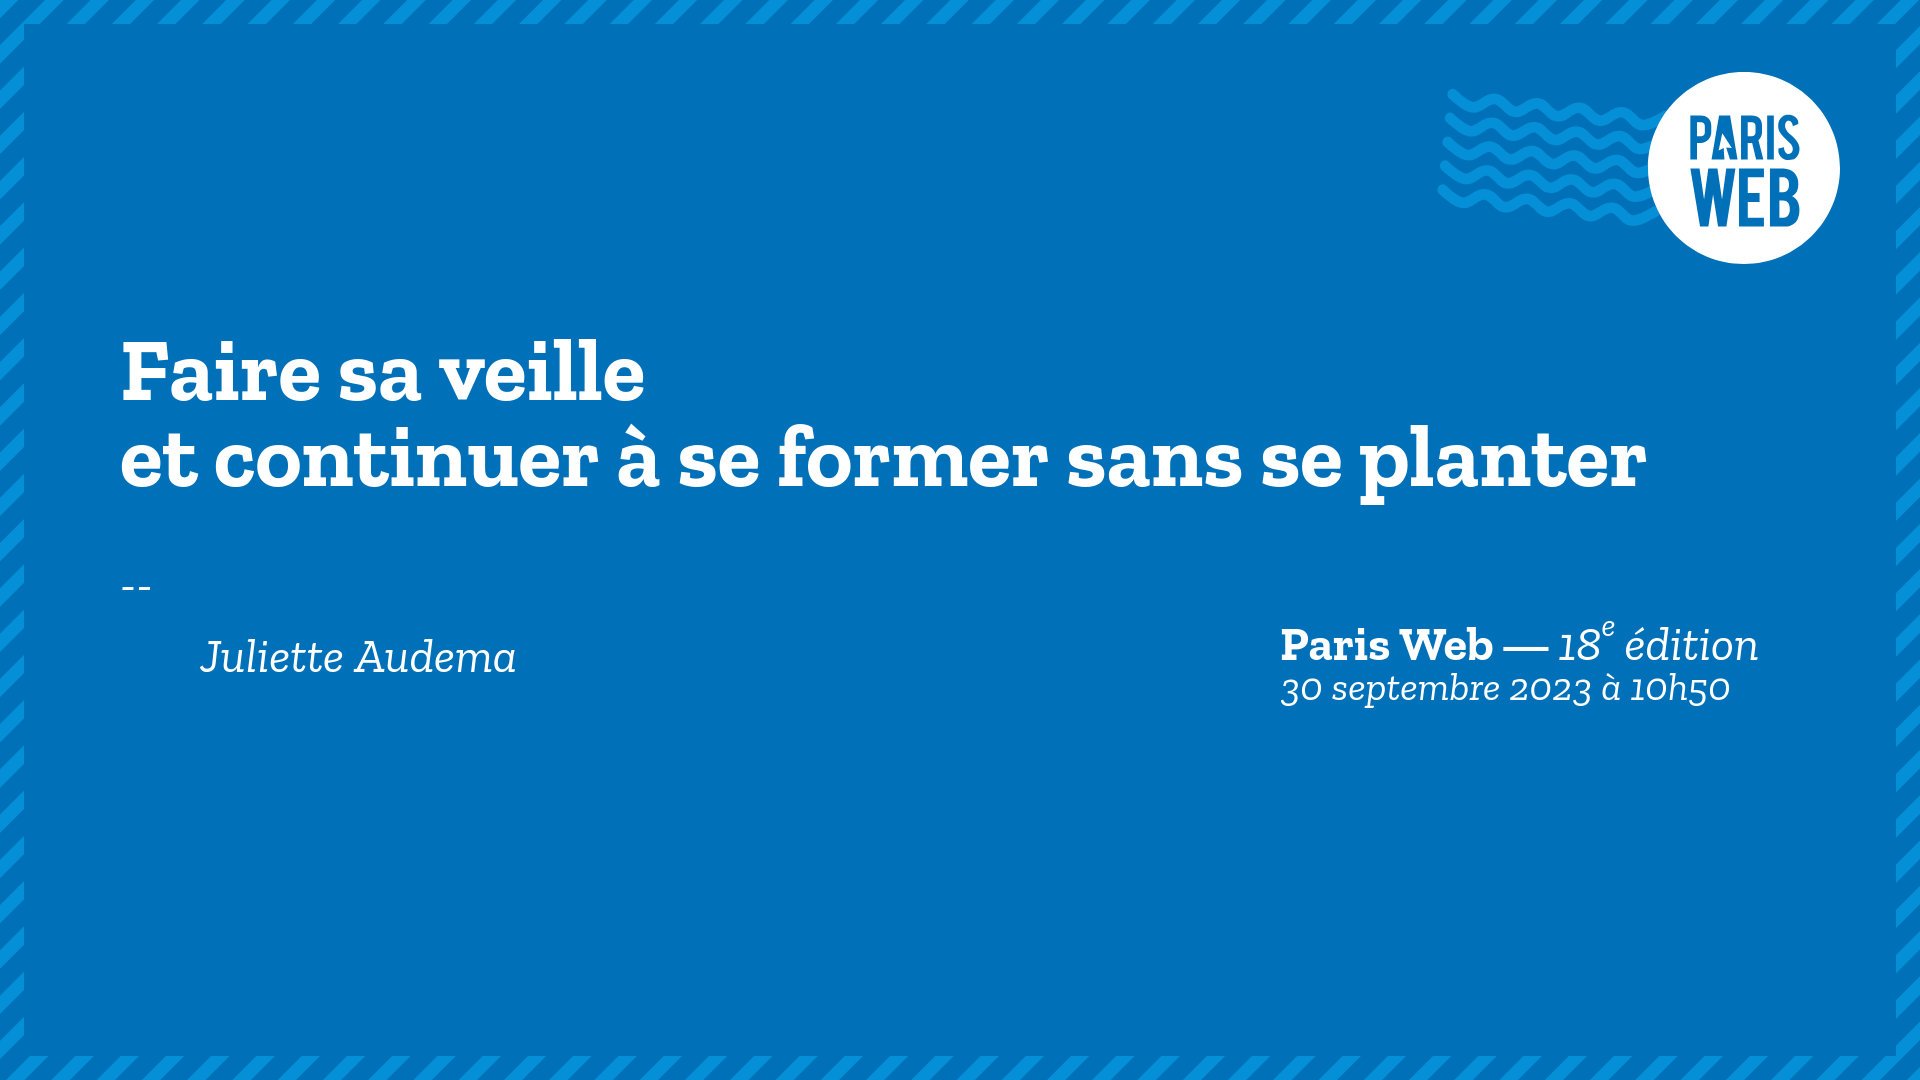 PARIS
WEB
Faire sa veille
et continuer à se former sans se planter
--
Juliette Audema
Paris Web — 18e édition
30 septembre 2023 à 10h50